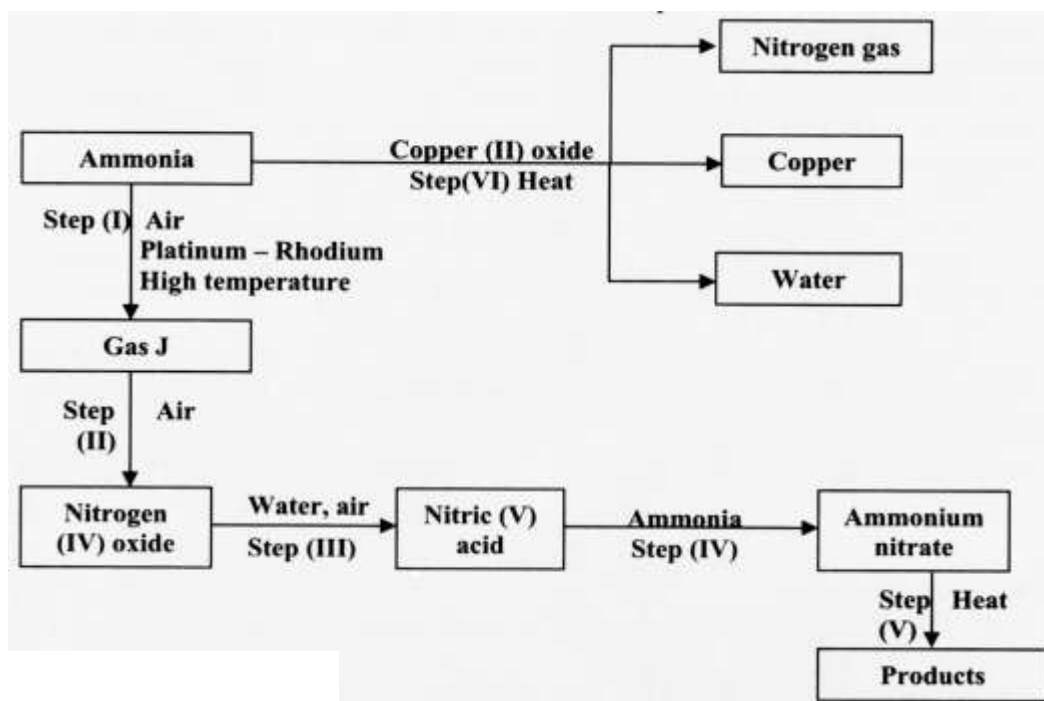 Nitrogen gas
Ammonia
Copper (II) oxide
Step(VI) Heat
Copper
Step (I) Air
Platinum – Rhodium
High temperature
Water
Gas J
Step
(II)
Air
Nitrogen
(IV) oxide
Water, air
Step (III)
Nitric (V)
acid
Ammonia
Step (IV)
Ammonium
nitrate
Step
(V)
Heat
Products